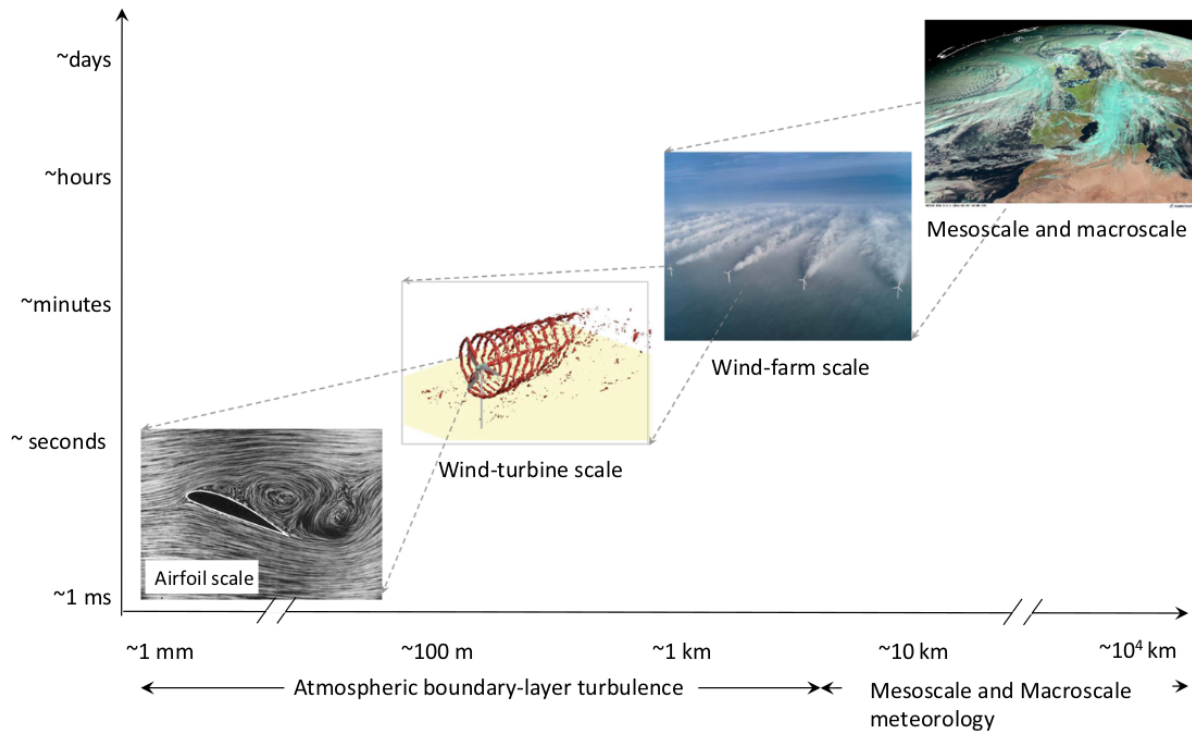 ~days
~hours
~minutes
~ seconds
~1 ms
Mesoscale and macroscale
Wind-farm scale
Wind-turbine scale
Airfoil scale
~1 mm
~100 m
~1 km
~10 km
~10⁴ km
Atmospheric boundary-layer turbulence
Mesoscale and Macroscale
meteorology